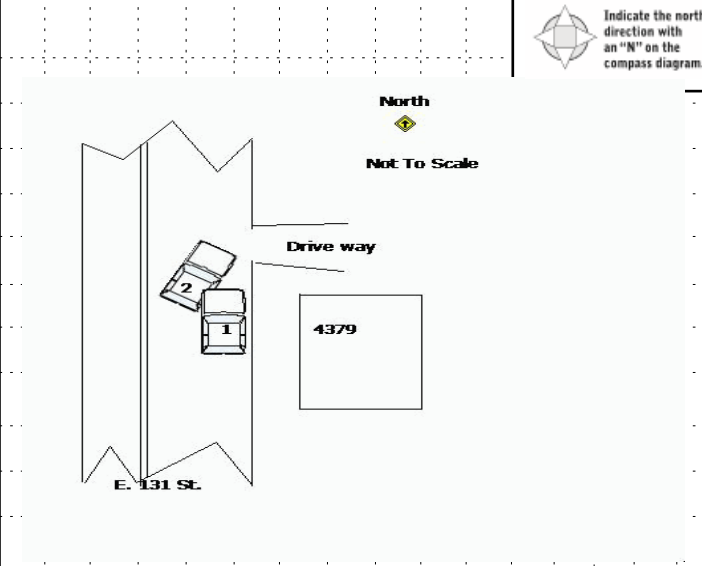 Indicate the north
direction with
an “N” on the
compass diagram.
North
Not To Scale
Drive way
2
1
4379
E. 131 St.